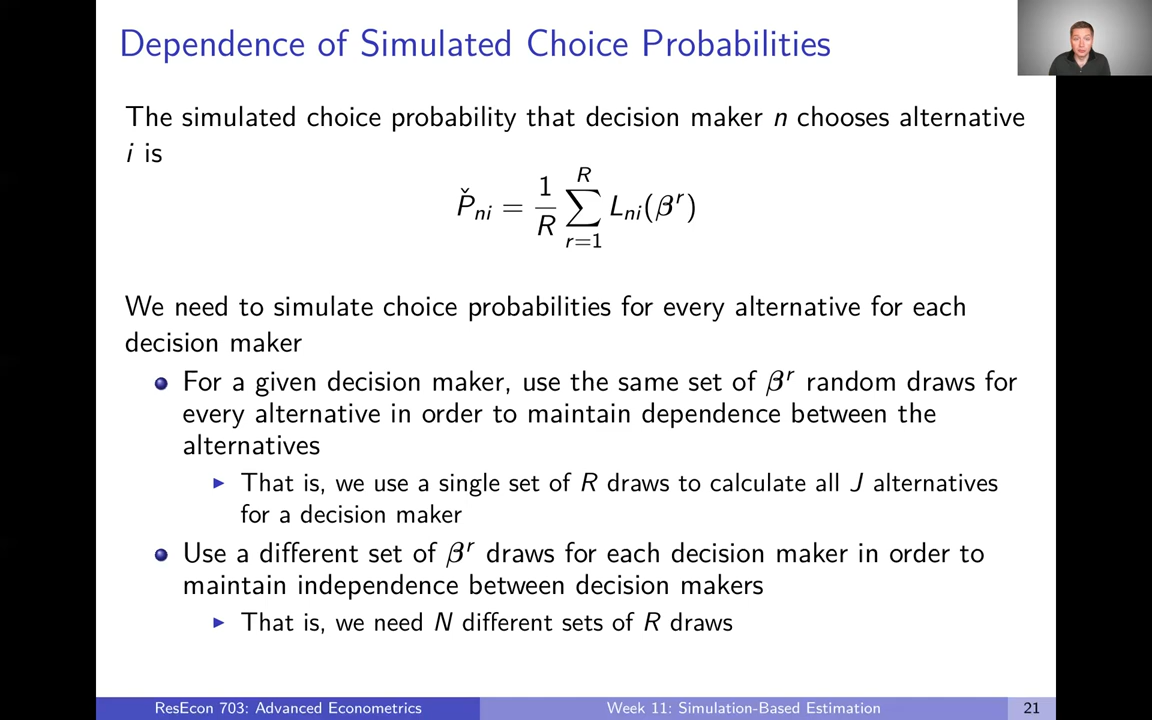 Dependence of Simulated Choice Probabilities
The simulated choice probability that decision maker n chooses alternative
i is
P̌ₙᵢ = 1/R ∑_{r=1}^{R} Lₙᵢ(βʳ)
We need to simulate choice probabilities for every alternative for each
decision maker
For a given decision maker, use the same set of βʳ random draws for
every alternative in order to maintain dependence between the
alternatives
That is, we use a single set of R draws to calculate all J alternatives
for a decision maker
Use a different set of βʳ draws for each decision maker in order to
maintain independence between decision makers
That is, we need N different sets of R draws
ResEcon 703: Advanced Econometrics
Week 11: Simulation-Based Estimation
21